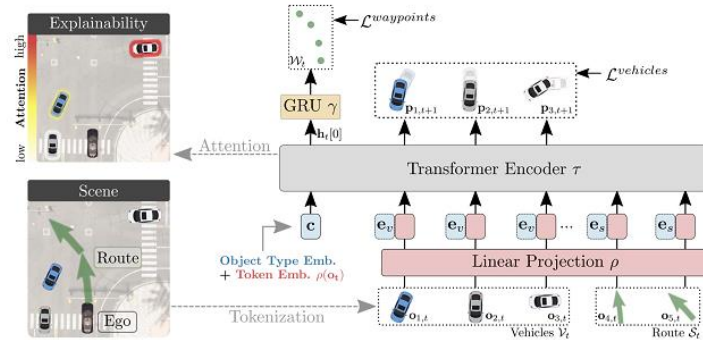 Explainability
high
Attention
low
Scene
Route
Ego
𝓛^{waypoints}
𝒲_t
GRU γ
h_t[0]
Attention
𝓛^{vehicles}
p_{1,t+1}
p_{2,t+1}
p_{3,t+1}
Transformer Encoder τ
c
e_v
e_v
e_v
...
e_s
e_s
Object Type Emb.
+ Token Emb. ρ(o_t)
Linear Projection ρ
Tokenization
o_{1,t}
o_{2,t}
o_{3,t}
o_{4,t}
o_{5,t}
Vehicles 𝒱_t
Route 𝒮_t